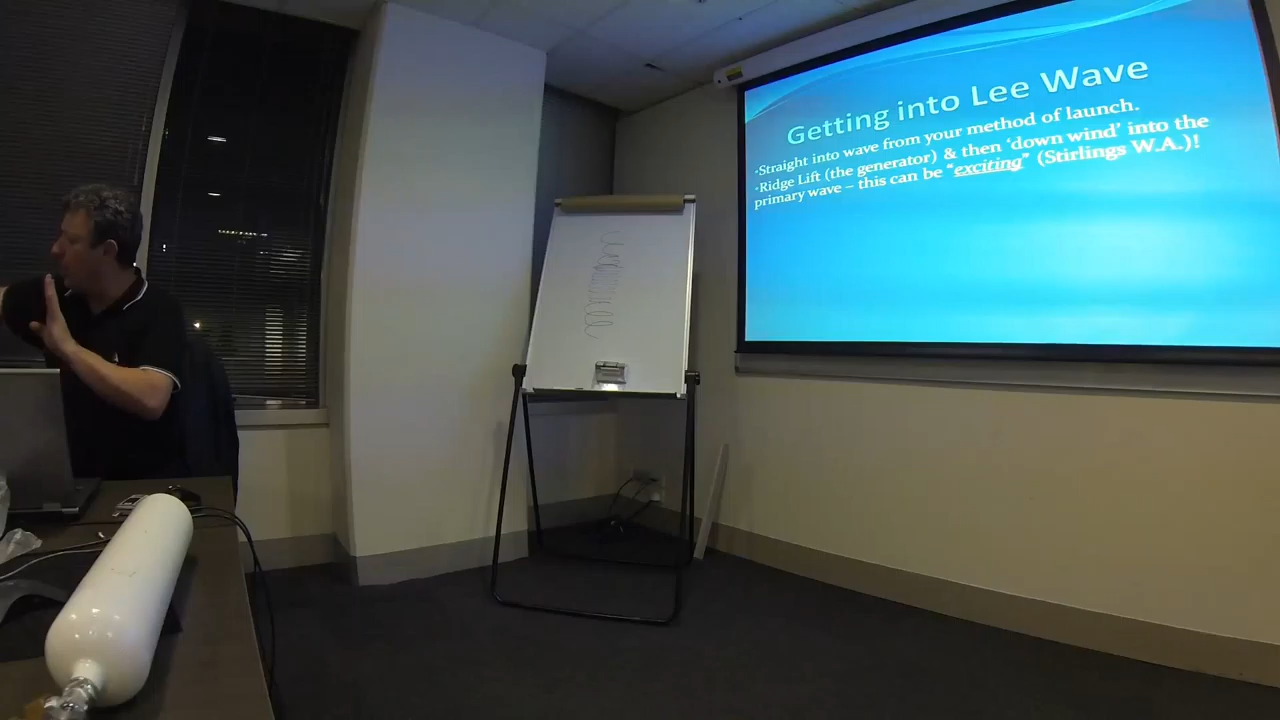 Getting into Lee Wave
•Straight into wave from your method of launch.
•Ridge Lift (the generator) & then ‘down wind’ into the
primary wave – this can be “exciting” (Stirlings W.A.)!